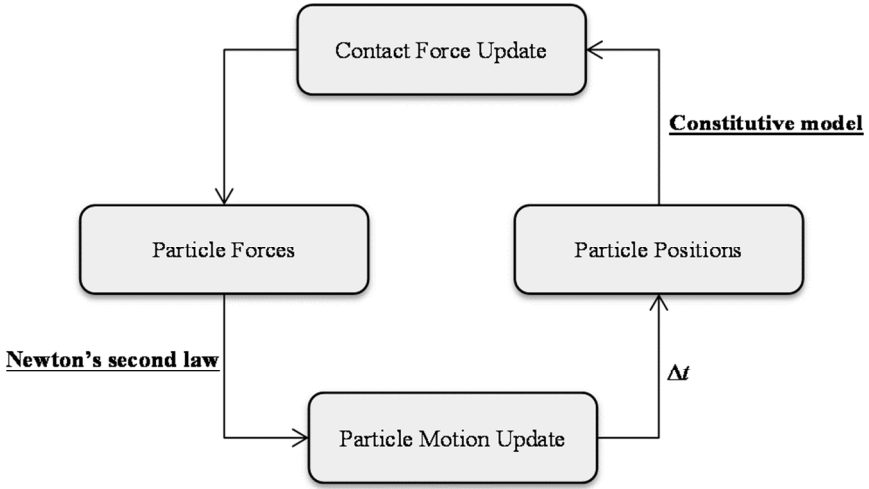 Contact Force Update
Constitutive model
Particle Forces
Particle Positions
Newton's second law
Δt
Particle Motion Update